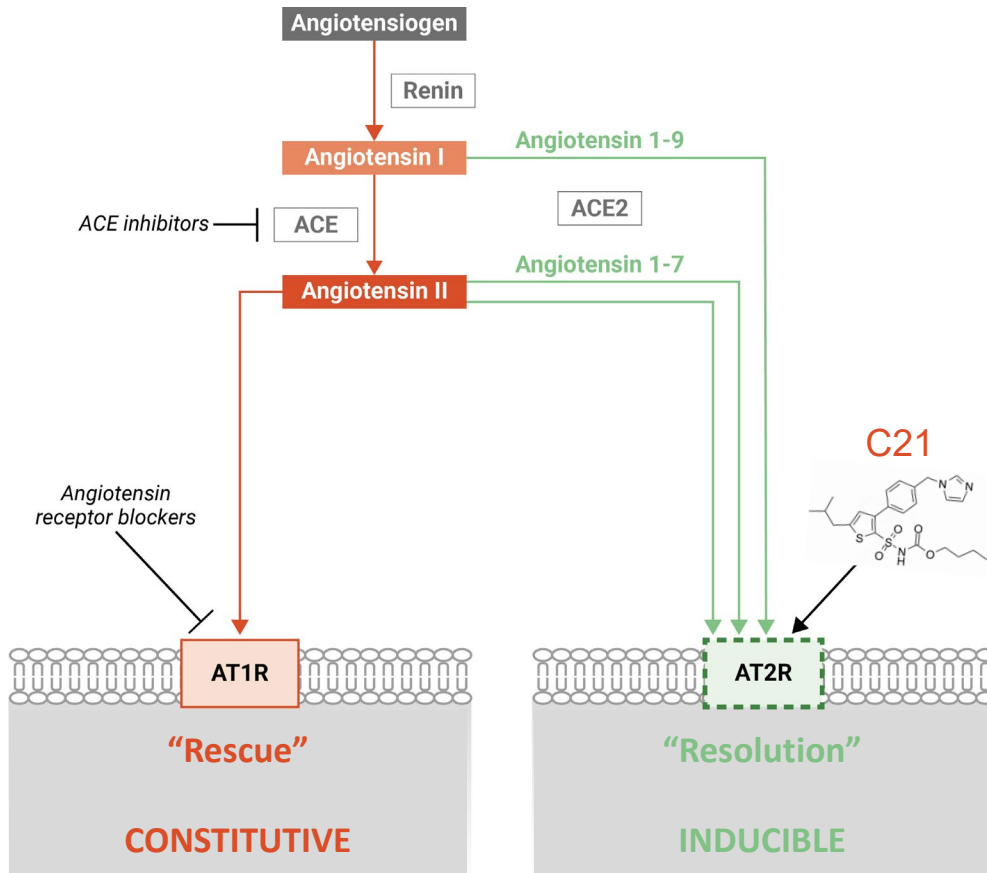 Angiotensiogen
Renin
Angiotensin I
Angiotensin 1-9
ACE inhibitors
ACE
ACE2
Angiotensin 1-7
Angiotensin II
C21
N
N
S
O
O
S
N
H
O
O
Angiotensin
receptor blockers
AT1R
AT2R
“Rescue”
“Resolution”
CONSTITUTIVE
INDUCIBLE